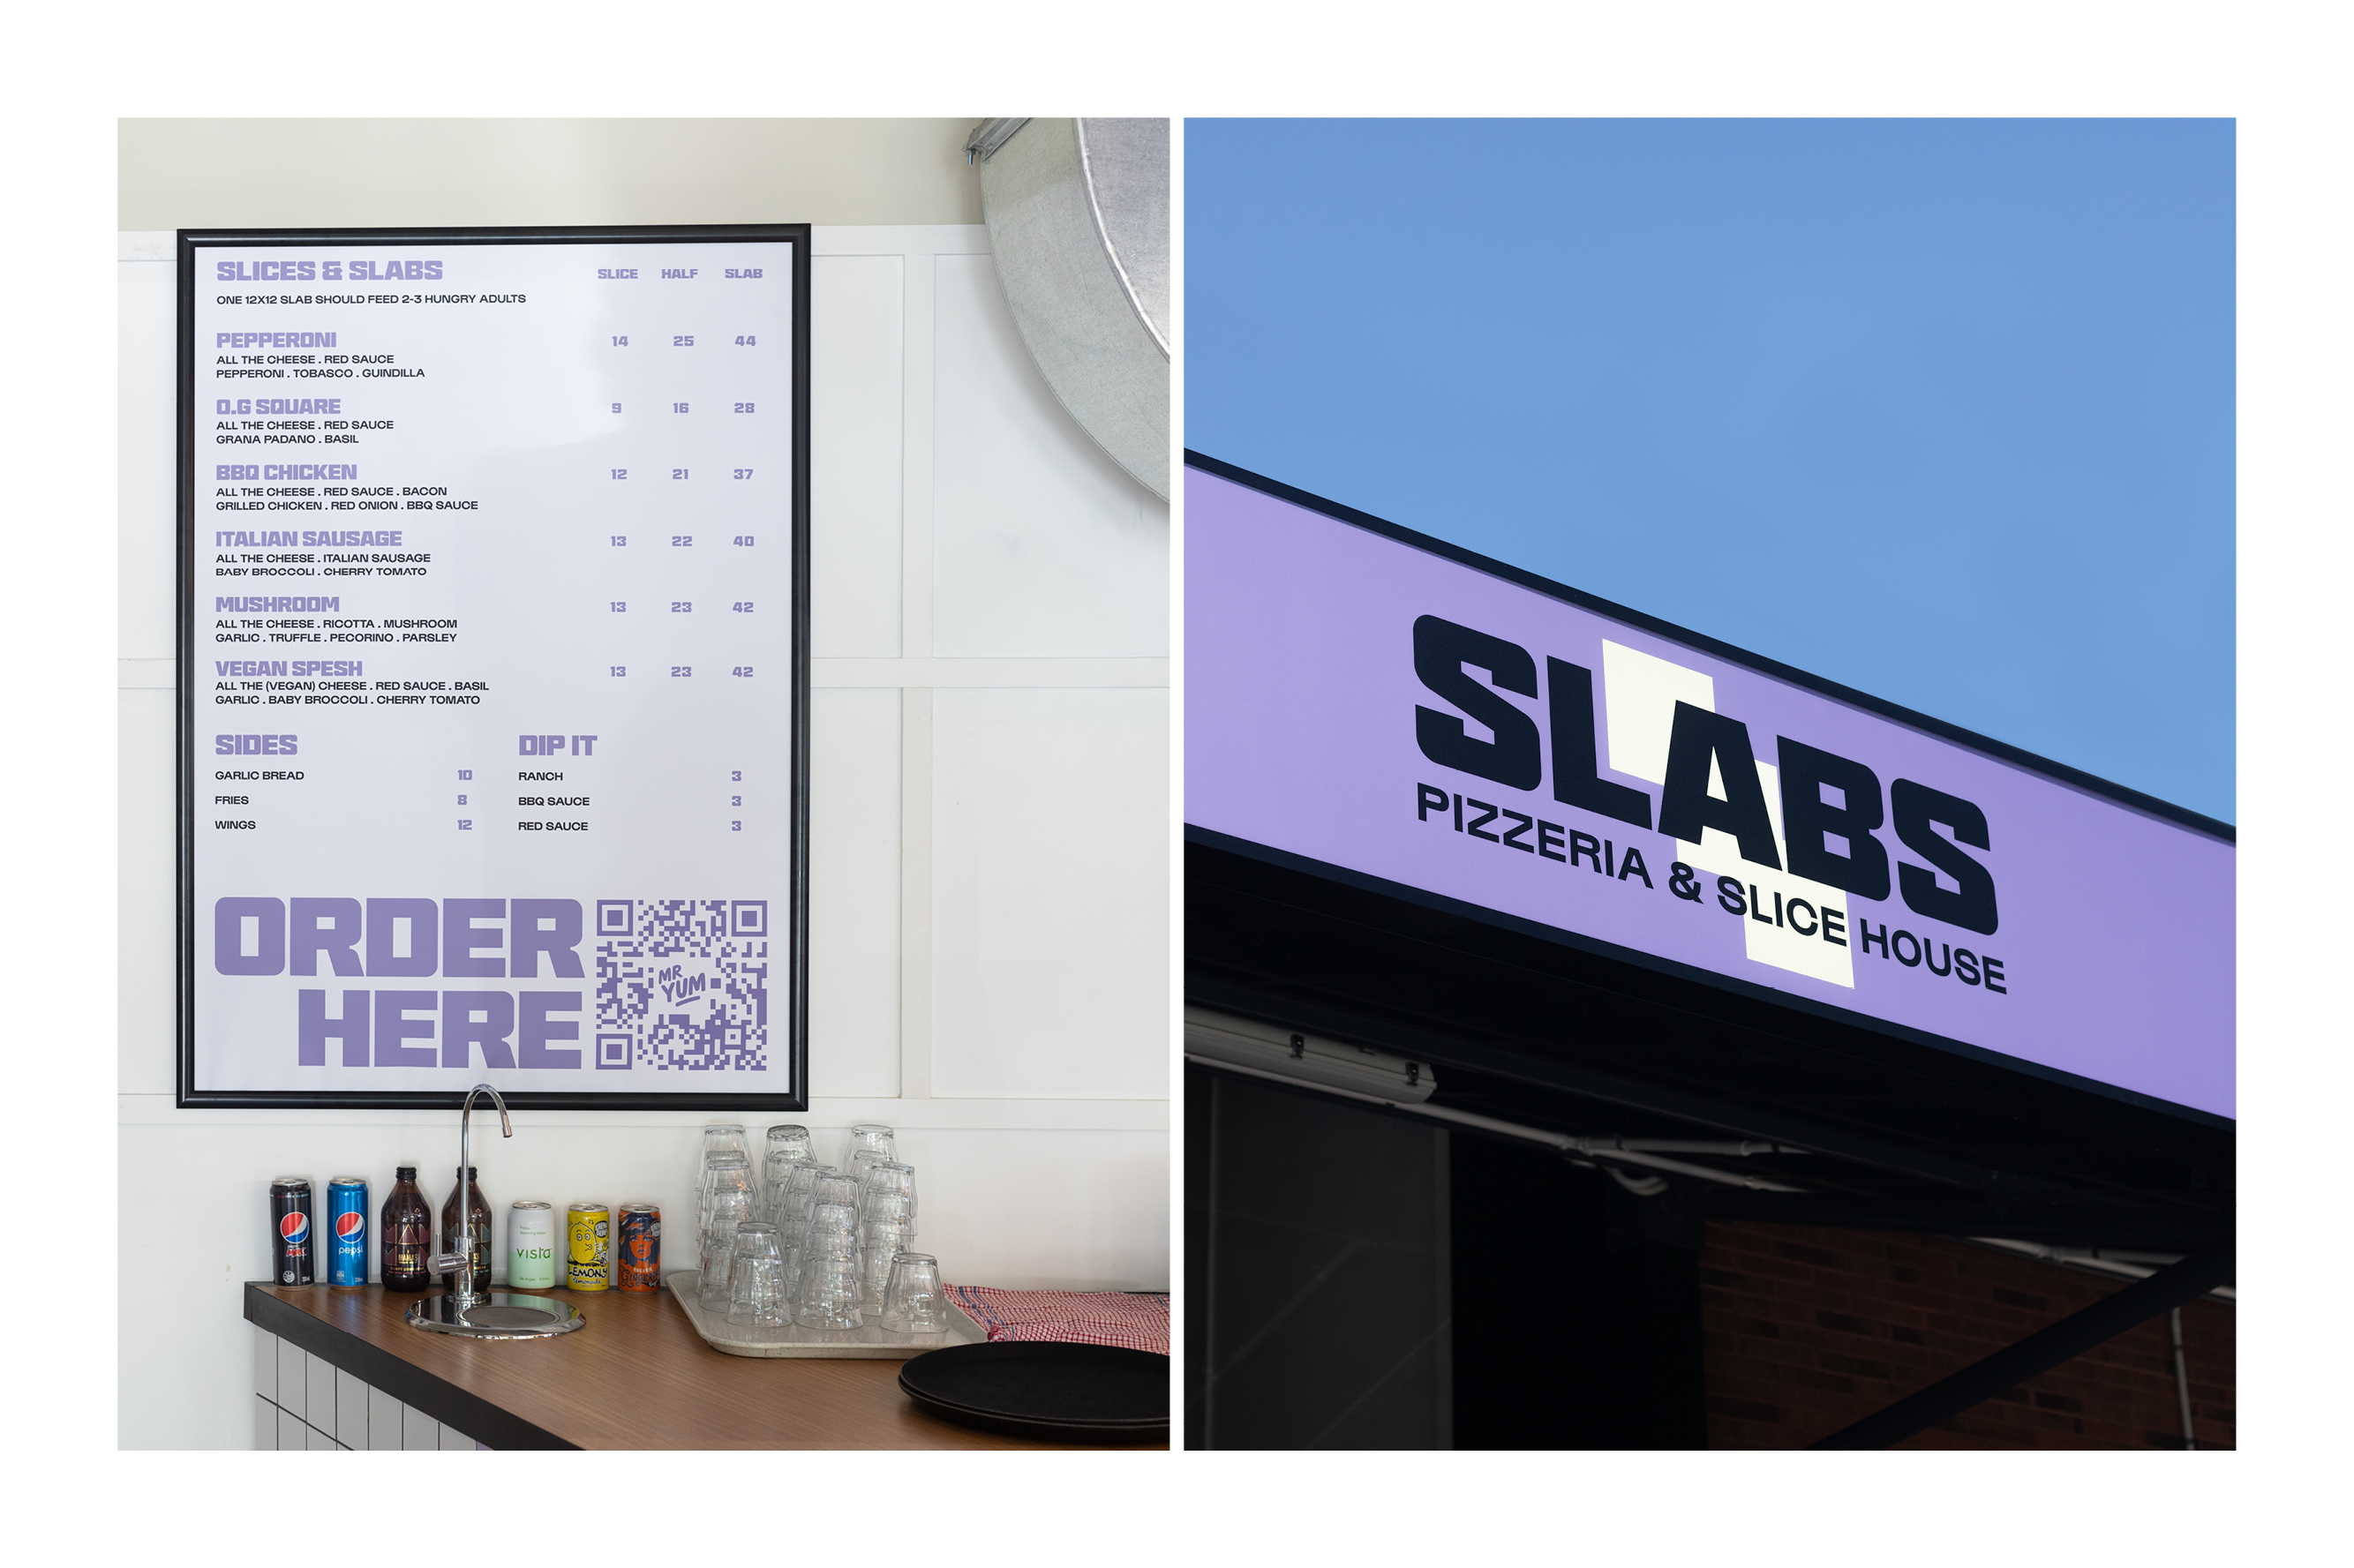 SLICES & SLABS SLICE HALF SLAB
ONE 12X12 SLAB SHOULD FEED 2-3 HUNGRY ADULTS
PEPPERONI 14 25 44
ALL THE CHEESE . RED SAUCE
PEPPERONI . TOBASCO . GUINDILLA
O.G SQUARE 9 16 28
ALL THE CHEESE . RED SAUCE
GRANA PADANO . BASIL
BBQ CHICKEN 12 21 37
ALL THE CHEESE . RED SAUCE . BACON
GRILLED CHICKEN . RED ONION . BBQ SAUCE
ITALIAN SAUSAGE 13 22 40
ALL THE CHEESE . ITALIAN SAUSAGE
BABY BROCCOLI . CHERRY TOMATO
MUSHROOM 13 23 42
ALL THE CHEESE . RICOTTA . MUSHROOM
GARLIC . TRUFFLE . PECORINO . PARSLEY
VEGAN SPESH 13 23 42
ALL THE (VEGAN) CHEESE . RED SAUCE . BASIL
GARLIC . BABY BROCCOLI . CHERRY TOMATO
SIDES DIP IT
GARLIC BREAD 10 RANCH 3
FRIES 8 BBQ SAUCE 3
WINGS 12 RED SAUCE 3
ORDER
HERE
MR
YUM
MAX
pepsi
vista
LEMONY
SLABS
PIZZERIA & SLICE HOUSE